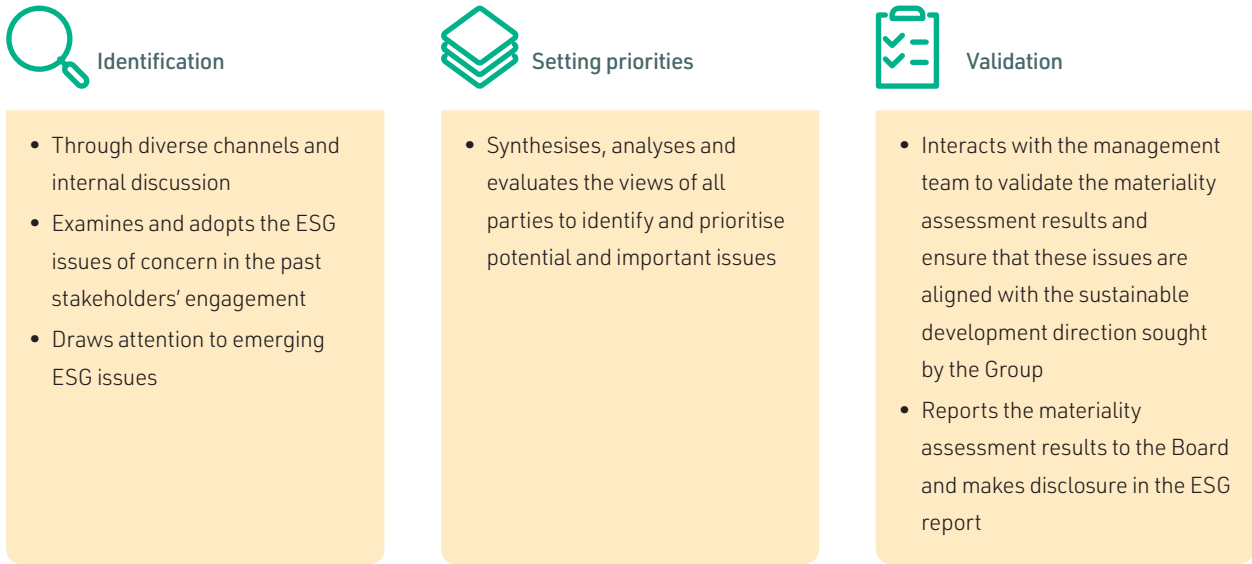 Identification
• Through diverse channels and
internal discussion
• Examines and adopts the ESG
issues of concern in the past
stakeholders’ engagement
• Draws attention to emerging
ESG issues
Setting priorities
• Synthesises, analyses and
evaluates the views of all
parties to identify and prioritise
potential and important issues
Validation
• Interacts with the management
team to validate the materiality
assessment results and
ensure that these issues are
aligned with the sustainable
development direction sought
by the Group
• Reports the materiality
assessment results to the Board
and makes disclosure in the ESG
report